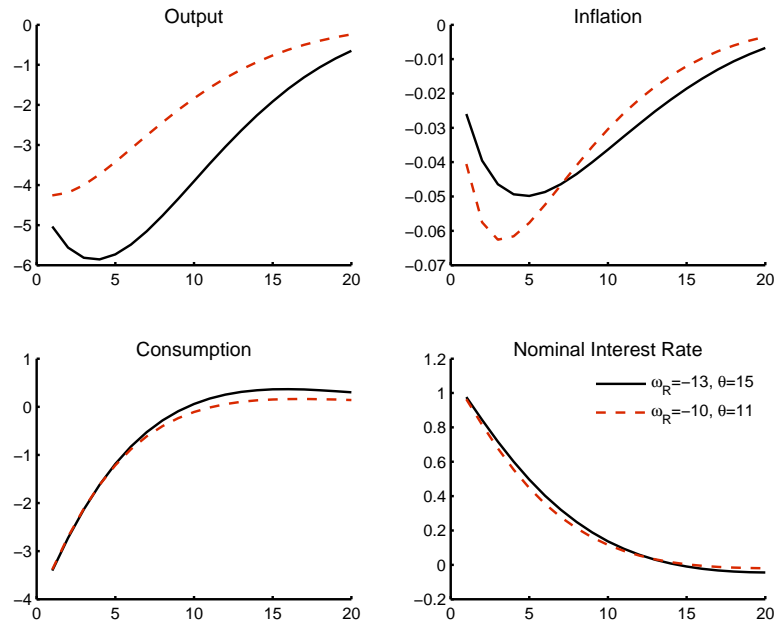 Output
0
−1
−2
−3
−4
−5
−6
0 5 10 15 20
Inflation
0
−0.01
−0.02
−0.03
−0.04
−0.05
−0.06
−0.07
0 5 10 15 20
Consumption
1
0
−1
−2
−3
−4
0 5 10 15 20
Nominal Interest Rate
1.2
1
0.8
0.6
0.4
0.2
0
−0.2
0 5 10 15 20
ω_R=−13, θ=15
ω_R=−10, θ=11